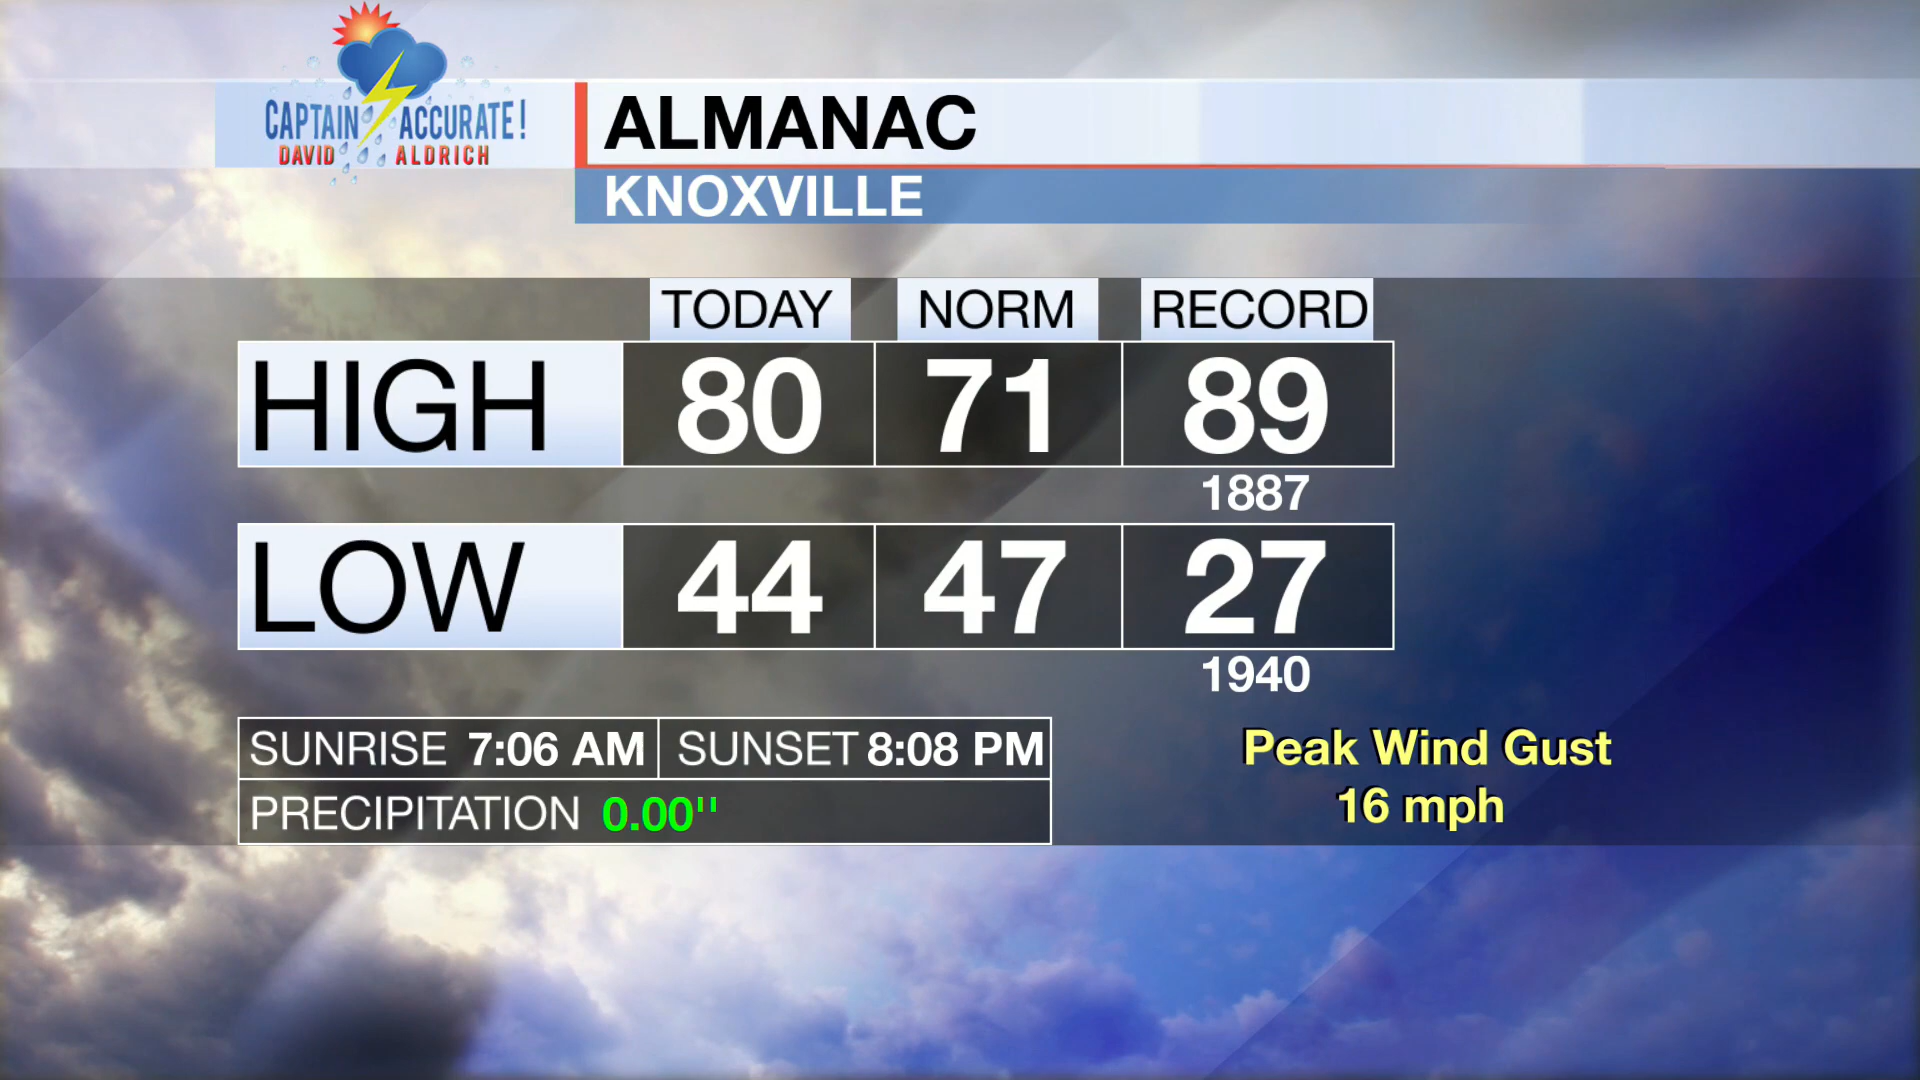 CAPTAIN ACCURATE!
DAVID ALDRICH
ALMANAC
KNOXVILLE
TODAY NORM RECORD
HIGH 80 71 89
1887
LOW 44 47 27
1940
SUNRISE 7:06 AM SUNSET 8:08 PM
PRECIPITATION 0.00"
Peak Wind Gust
16 mph